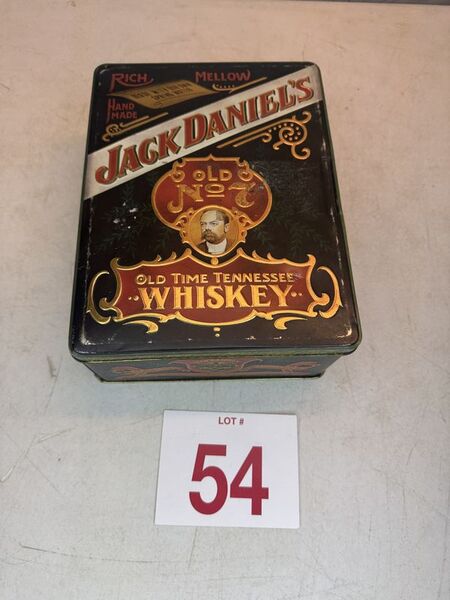 RICH MELLOW
HAND
MADE
JACK DANIEL'S
OLD
No 7
OLD TIME TENNESSEE
WHISKEY
LOT #
54